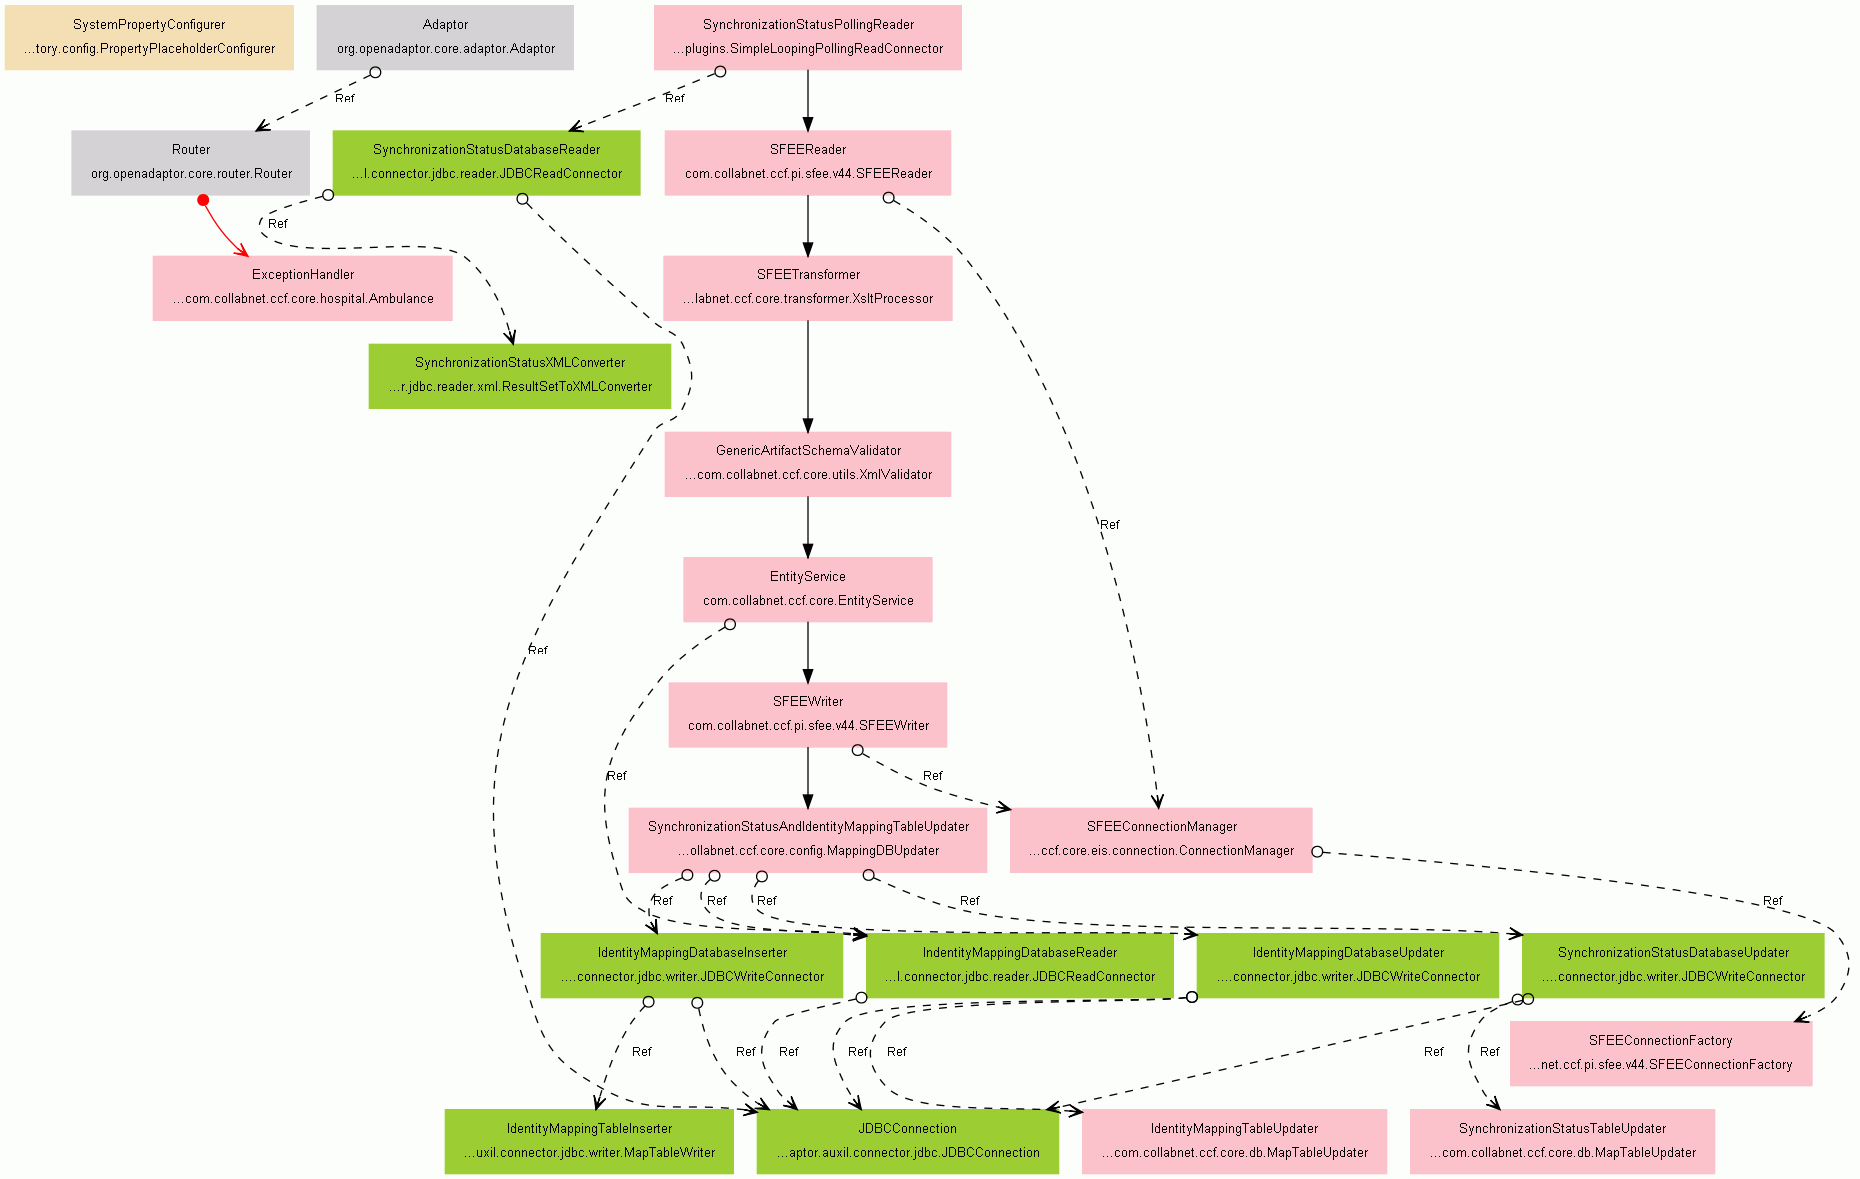 SystemPropertyConfigurer
...tory.config.PropertyPlaceholderConfigurer
Adaptor
org.openadaptor.core.adaptor.Adaptor
SynchronizationStatusPollingReader
...plugins.SimpleLoopingPollingReadConnector
Ref
Ref
Router
org.openadaptor.core.router.Router
SynchronizationStatusDatabaseReader
...l.connector.jdbc.reader.JDBCReadConnector
SFEEReader
com.collabnet.ccf.pi.sfee.v44.SFEEReader
Ref
ExceptionHandler
...com.collabnet.ccf.core.hospital.Ambulance
SFEETransformer
...labnet.ccf.core.transformer.XsltProcessor
SynchronizationStatusXMLConverter
...r.jdbc.reader.xml.ResultSetToXMLConverter
GenericArtifactSchemaValidator
...com.collabnet.ccf.core.utils.XmlValidator
Ref
EntityService
com.collabnet.ccf.core.EntityService
Ref
SFEEWriter
com.collabnet.ccf.pi.sfee.v44.SFEEWriter
Ref
Ref
SynchronizationStatusAndIdentityMappingTableUpdater
...ollabnet.ccf.core.config.MappingDBUpdater
SFEEConnectionManager
...ccf.core.eis.connection.ConnectionManager
Ref
Ref
Ref
Ref
Ref
IdentityMappingDatabaseInserter
....connector.jdbc.writer.JDBCWriteConnector
IndentityMappingDatabaseReader
...l.connector.jdbc.reader.JDBCReadConnector
IdentityMappingDatabaseUpdater
....connector.jdbc.writer.JDBCWriteConnector
SynchronizationStatusDatabaseUpdater
....connector.jdbc.writer.JDBCWriteConnector
Ref
Ref
Ref
Ref
Ref
Ref
Ref
SFEEConnectionFactory
...net.ccf.pi.sfee.v44.SFEEConnectionFactory
IdentityMappingTableInserter
...uxil.connector.jdbc.writer.MapTableWriter
JDBCConnection
...aptor.auxil.connector.jdbc.JDBCConnection
IdentityMappingTableUpdater
...com.collabnet.ccf.core.db.MapTableUpdater
SynchronizationStatusTableUpdater
...com.collabnet.ccf.core.db.MapTableUpdater